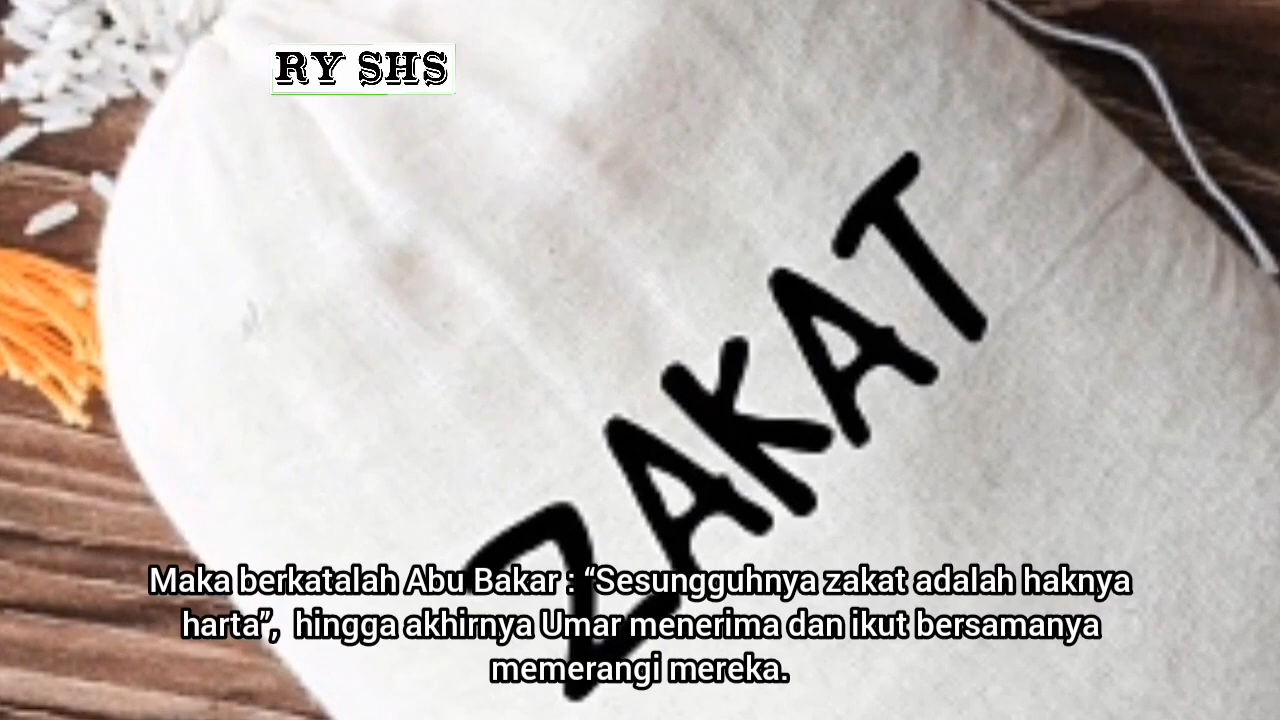 RY SHS
ZAKAT
Maka berkatalah Abu Bakar : “Sesungguhnya zakat adalah haknya
harta”, hingga akhirnya Umar menerima dan ikut bersamanya
memerangi mereka.